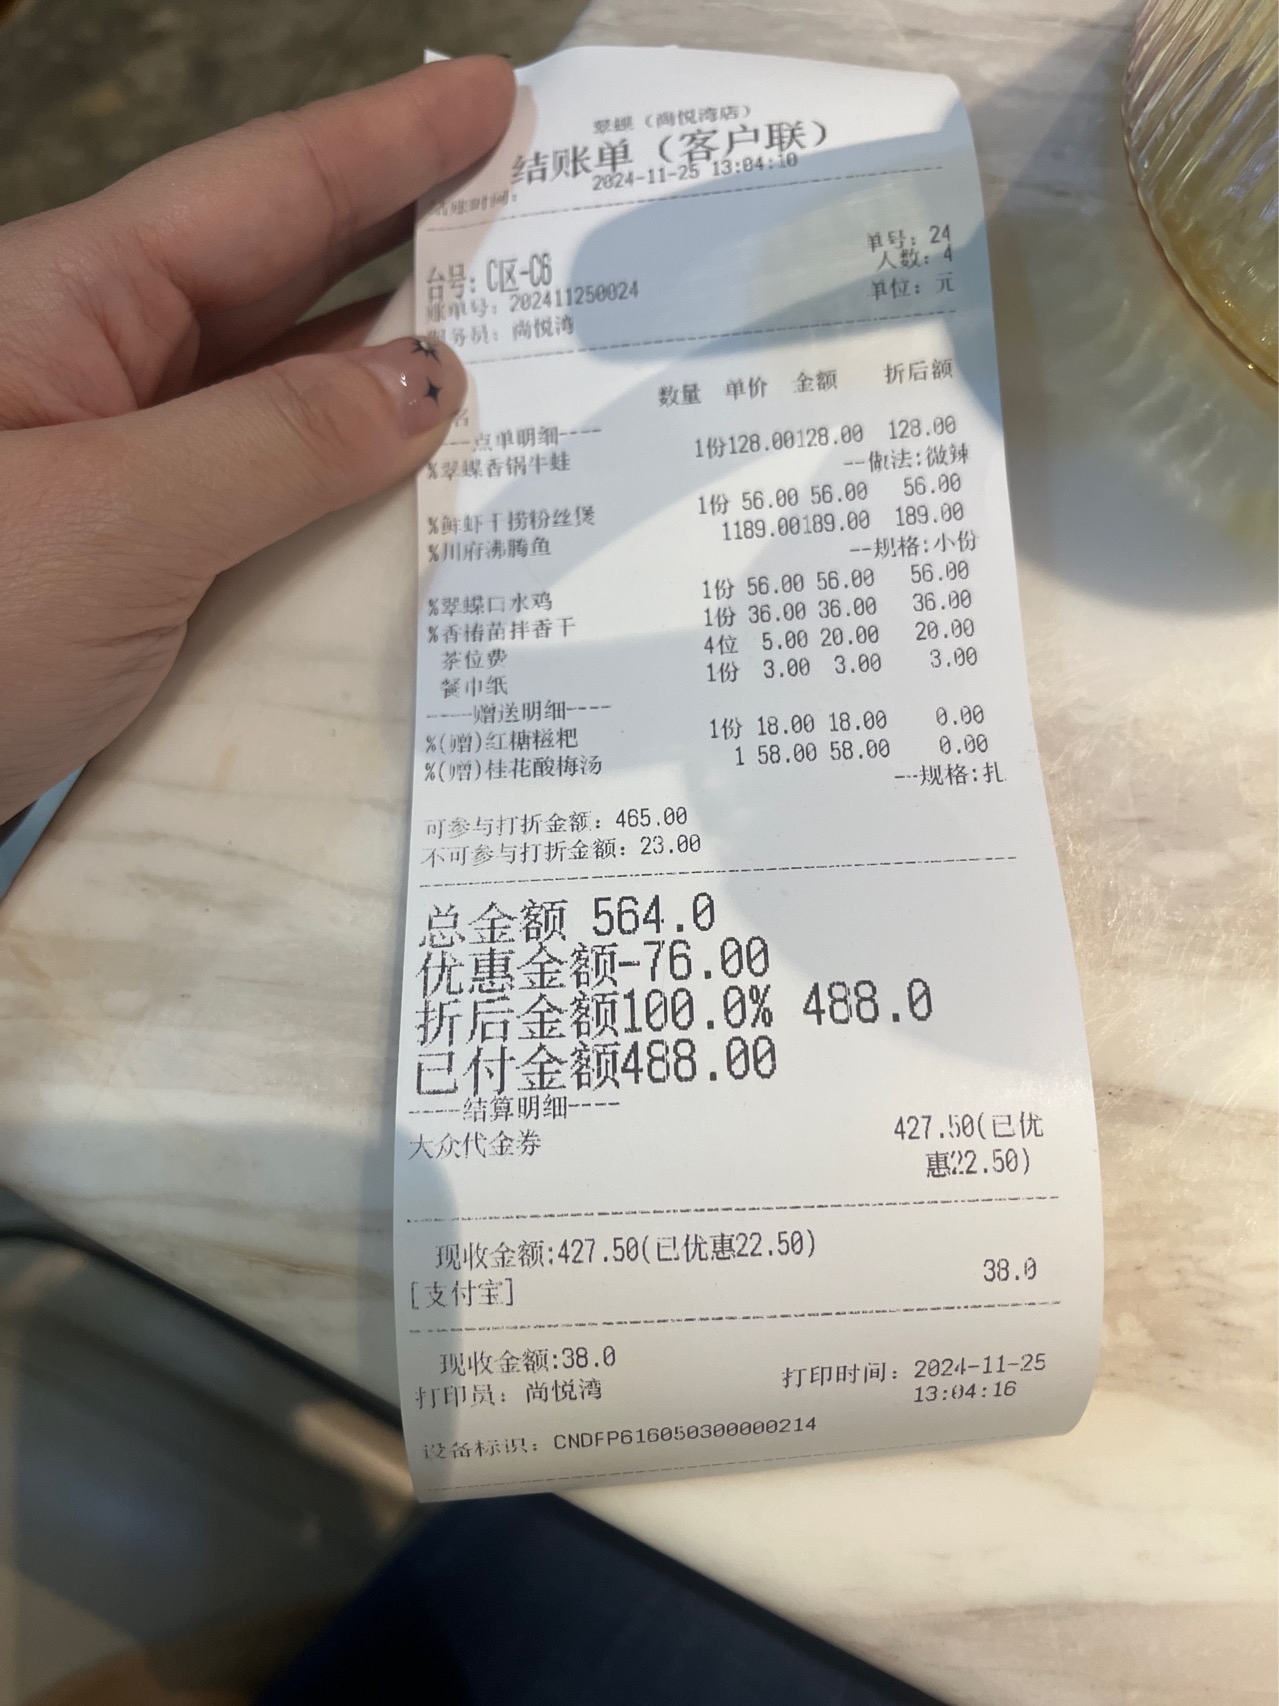 翠蝶（尚悦湾店）
结账单（客户联）
结账时间： 2024-11-25 13:04:10
单号：24
台号：C区-C6 人数：4
账单号：202411250024 单位：元
服务员：尚悦湾
名 数量 单价 金额 折后额
----点单明细----
%翠蝶香锅牛蛙 1份128.00128.00 128.00
--做法:微辣
%鲜虾干捞粉丝煲 1份 56.00 56.00 56.00
%川府沸腾鱼 1189.00189.00 189.00
--规格:小份
%翠蝶口水鸡 1份 56.00 56.00 56.00
%香椿苗拌香干 1份 36.00 36.00 36.00
茶位费 4位 5.00 20.00 20.00
餐巾纸 1份 3.00 3.00 3.00
----赠送明细----
%(赠)红糖糍粑 1份 18.00 18.00 0.00
%(赠)桂花酸梅汤 1 58.00 58.00 0.00
--规格:扎
可参与打折金额：465.00
不可参与打折金额：23.00
总金额 564.0
优惠金额-76.00
折后金额100.0% 488.0
已付金额488.00
----结算明细----
大众代金券 427.50(已优
惠22.50)
现收金额:427.50(已优惠22.50)
[支付宝] 38.0
现收金额:38.0
打印员：尚悦湾 打印时间：2024-11-25
13:04:16
设备标识：CNDFP616050300000214